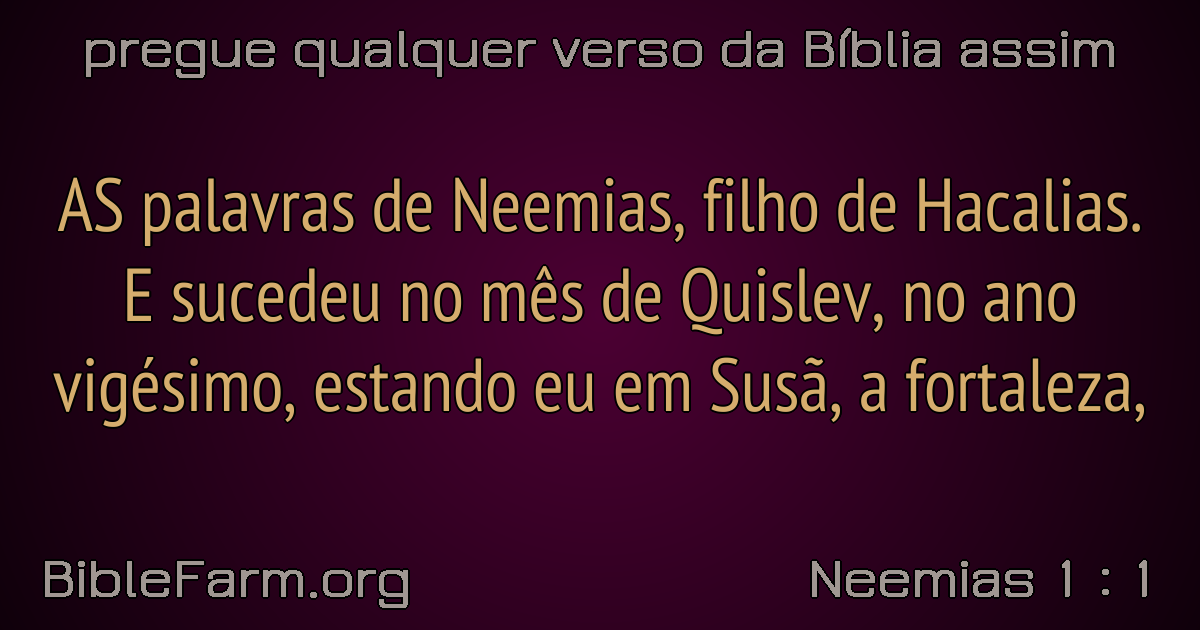 pregue qualquer verso da Bíblia assim
AS palavras de Neemias, filho de Hacalias.
E sucedeu no mês de Quislev, no ano
vigésimo, estando eu em Susã, a fortaleza,
BibleFarm.org
Neemias 1 : 1